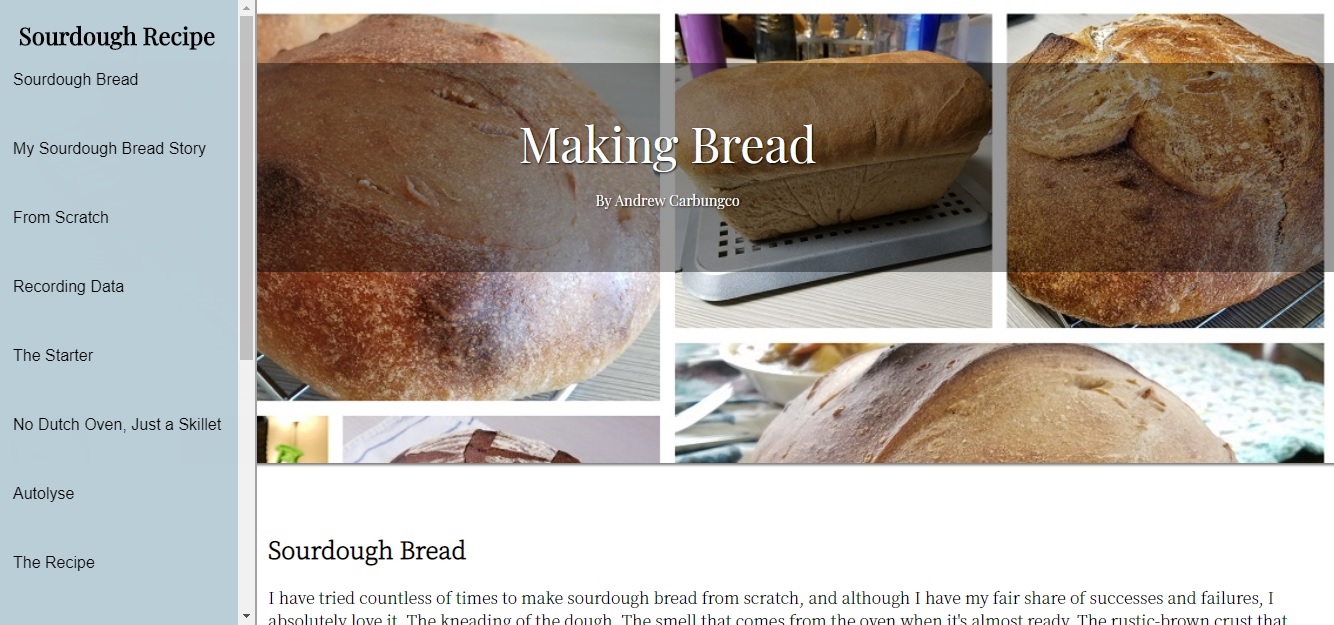 Sourdough Recipe
Sourdough Bread
My Sourdough Bread Story
From Scratch
Recording Data
The Starter
No Dutch Oven, Just a Skillet
Autolyse
The Recipe
Making Bread
By Andrew Carbungco
Sourdough Bread
I have tried countless of times to make sourdough bread from scratch, and although I have my fair share of successes and failures, I
absolutely love it. The kneading of the dough. The smell that comes from the oven when it's almost ready. The rustic-brown crust that